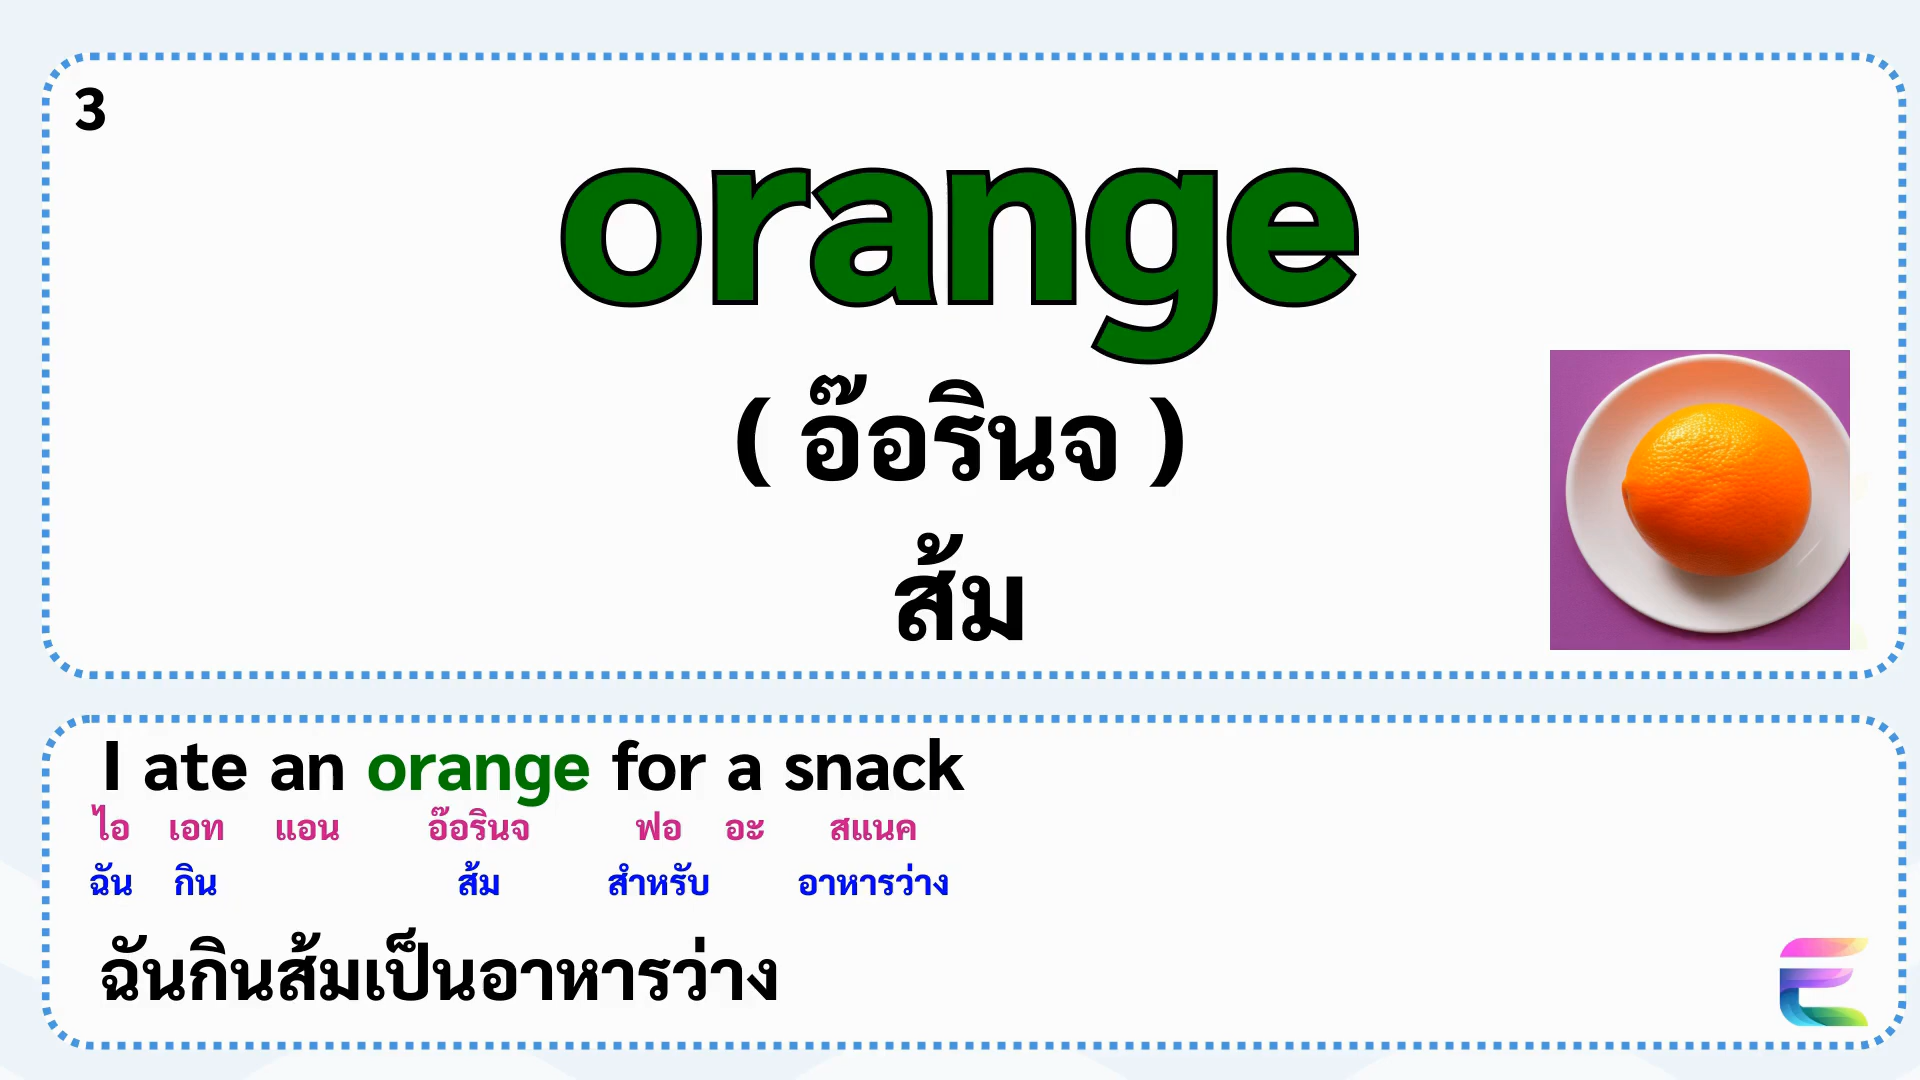 3
orange
( อ๊อรินจ )
ส้ม
I ate an orange for a snack
ไอ เอท แอน อ๊อรินจ ฟอ อะ สแนค
ฉัน กิน ส้ม สำหรับ อาหารว่าง
ฉันกินส้มเป็นอาหารว่าง